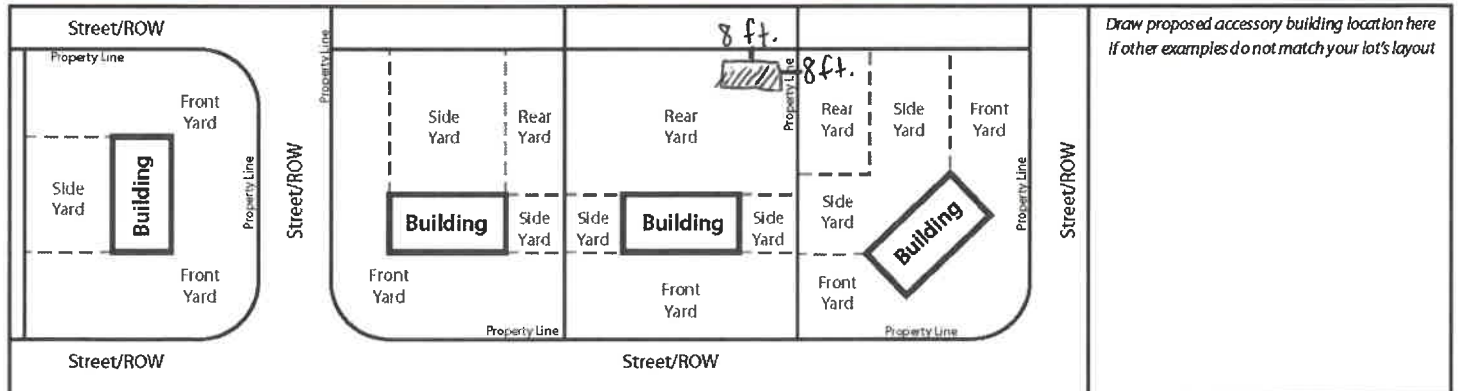 Street/ROW
Property Line
Front
Yard
Side
Yard
Building
Front
Yard
Property Line
Street/ROW
Street/ROW
Property Line
Side
Yard
Rear
Yard
Building
Side
Yard
Front
Yard
Property Line
8 ft.
8 ft.
Property Line
Rear
Yard
Side
Yard
Building
Side
Yard
Front
Yard
Street/ROW
Rear
Yard
Side
Yard
Front
Yard
Side
Yard
Building
Front
Yard
Property Line
Property Line
Street/ROW
Draw proposed accessory building location here
if other examples do not match your lot's layout